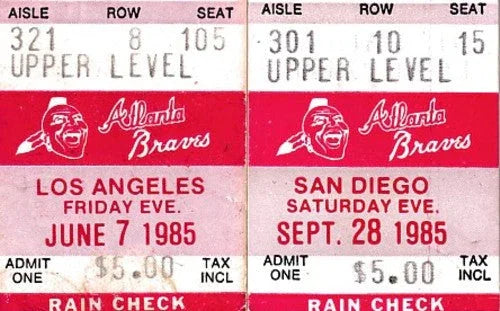 AISLE ROW SEAT
321 8 105
UPPER LEVEL
Atlanta
Braves
LOS ANGELES
FRIDAY EVE.
JUNE 7 1985
ADMIT ONE $5.00 TAX INCL
RAIN CHECK
AISLE ROW SEAT
301 10 15
UPPER LEVEL
Atlanta
Braves
SAN DIEGO
SATURDAY EVE.
SEPT. 28 1985
ADMIT ONE $5.00 TAX INCL
RAIN CHECK